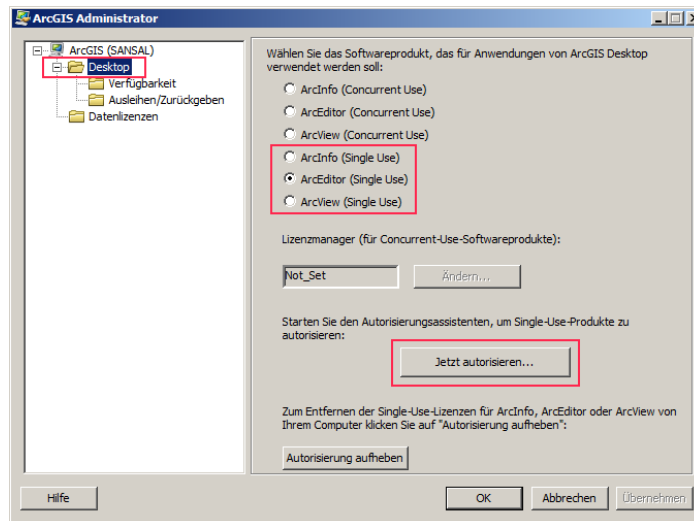 ArcGIS Administrator
ArcGIS (SANSAL)
Desktop
Verfügbarkeit
Ausleihen/Zurückgeben
Datenlizenzen
Wählen Sie das Softwareprodukt, das für Anwendungen von ArcGIS Desktop
verwendet werden soll:
ArcInfo (Concurrent Use)
ArcEditor (Concurrent Use)
ArcView (Concurrent Use)
ArcInfo (Single Use)
ArcEditor (Single Use)
ArcView (Single Use)
Lizenzmanager (für Concurrent-Use-Softwareprodukte):
Not_Set
Ändern...
Starten Sie den Autorisierungsassistenten, um Single-Use-Produkte zu
autorisieren:
Jetzt autorisieren...
Zum Entfernen der Single-Use-Lizenzen für ArcInfo, ArcEditor oder ArcView von
Ihrem Computer klicken Sie auf "Autorisierung aufheben":
Autorisierung aufheben
Hilfe
OK
Abbrechen
Übernehmen